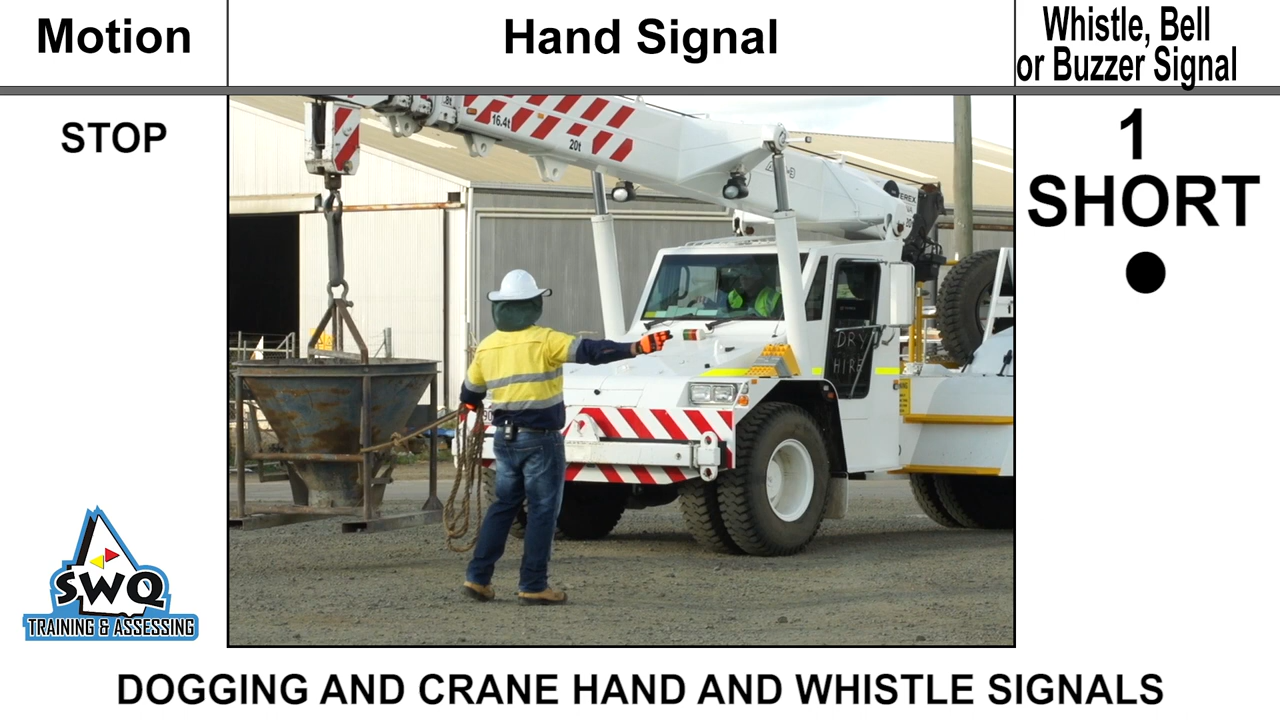 Motion
Hand Signal
Whistle, Bell
or Buzzer Signal
STOP
1
SHORT
16.4t
20t
TEREX
DRY
HIRE
SWQ
TRAINING & ASSESSING
DOGGING AND CRANE HAND AND WHISTLE SIGNALS